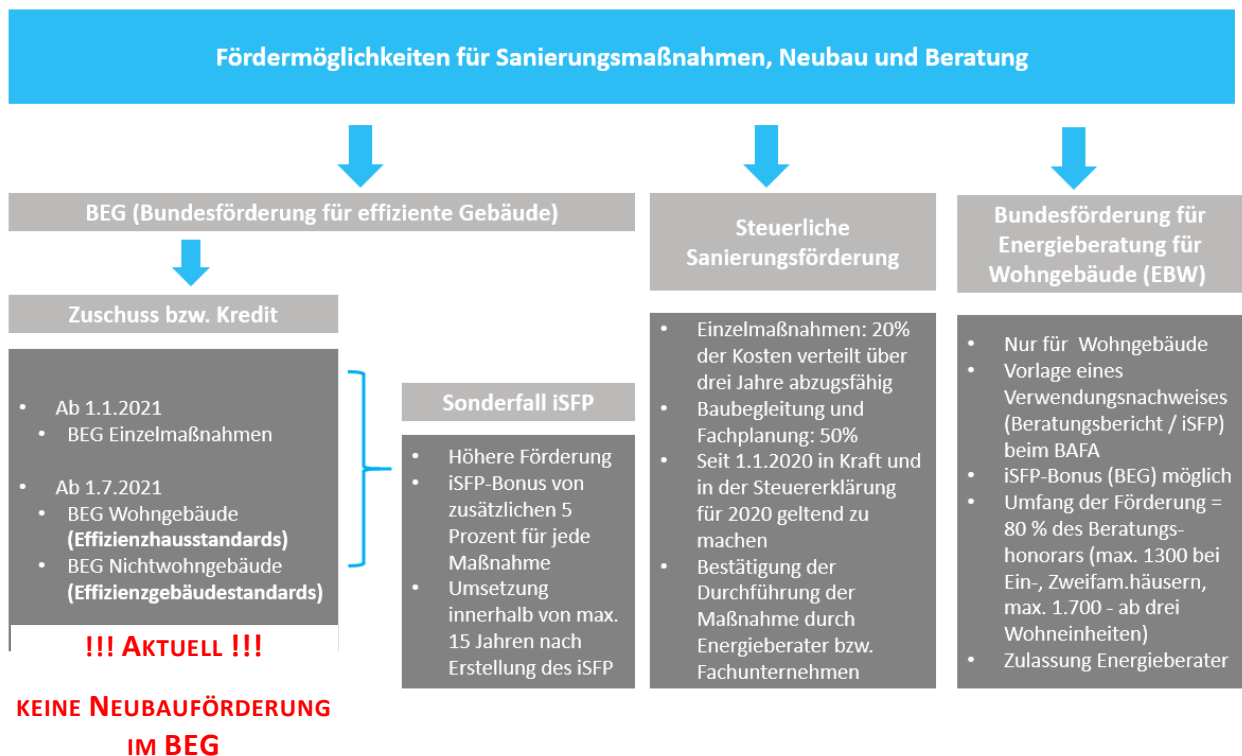 Fördermöglichkeiten für Sanierungsmaßnahmen, Neubau und Beratung
BEG (Bundesförderung für effiziente Gebäude)
Zuschuss bzw. Kredit
• Ab 1.1.2021
• BEG Einzelmaßnahmen
• Ab 1.7.2021
• BEG Wohngebäude
(Effizienzhausstandards)
• BEG Nichtwohngebäude
(Effizienzgebäudestandards)
!!! AKTUELL !!!
KEINE NEUBAUFÖRDERUNG
IM BEG
Sonderfall iSFP
• Höhere Förderung
• iSFP-Bonus von
zusätzlichen 5
Prozent für jede
Maßnahme
• Umsetzung
innerhalb von max.
15 Jahren nach
Erstellung des iSFP
Steuerliche
Sanierungsförderung
• Einzelmaßnahmen: 20%
der Kosten verteilt über
drei Jahre abzugsfähig
• Baubegleitung und
Fachplanung: 50%
• Seit 1.1.2020 in Kraft und
in der Steuererklärung
für 2020 geltend zu
machen
• Bestätigung der
Durchführung der
Maßnahme durch
Energieberater bzw.
Fachunternehmen
Bundesförderung für
Energieberatung für
Wohngebäude (EBW)
• Nur für Wohngebäude
• Vorlage eines
Verwendungsnachweises
(Beratungsbericht / iSFP)
beim BAFA
• iSFP-Bonus (BEG) möglich
• Umfang der Förderung =
80 % des Beratungs-
honorars (max. 1300 bei
Ein-, Zweifam.häusern,
max. 1.700 - ab drei
Wohneinheiten)
• Zulassung Energieberater